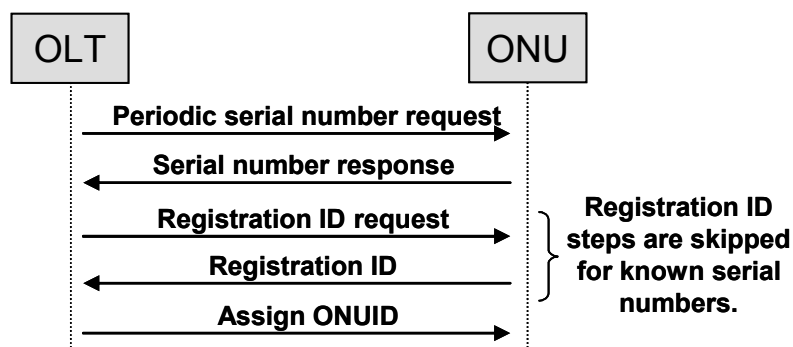 OLT
ONU
Periodic serial number request
Serial number response
Registration ID request
Registration ID
Assign ONUID
Registration ID
steps are skipped
for known serial
numbers.